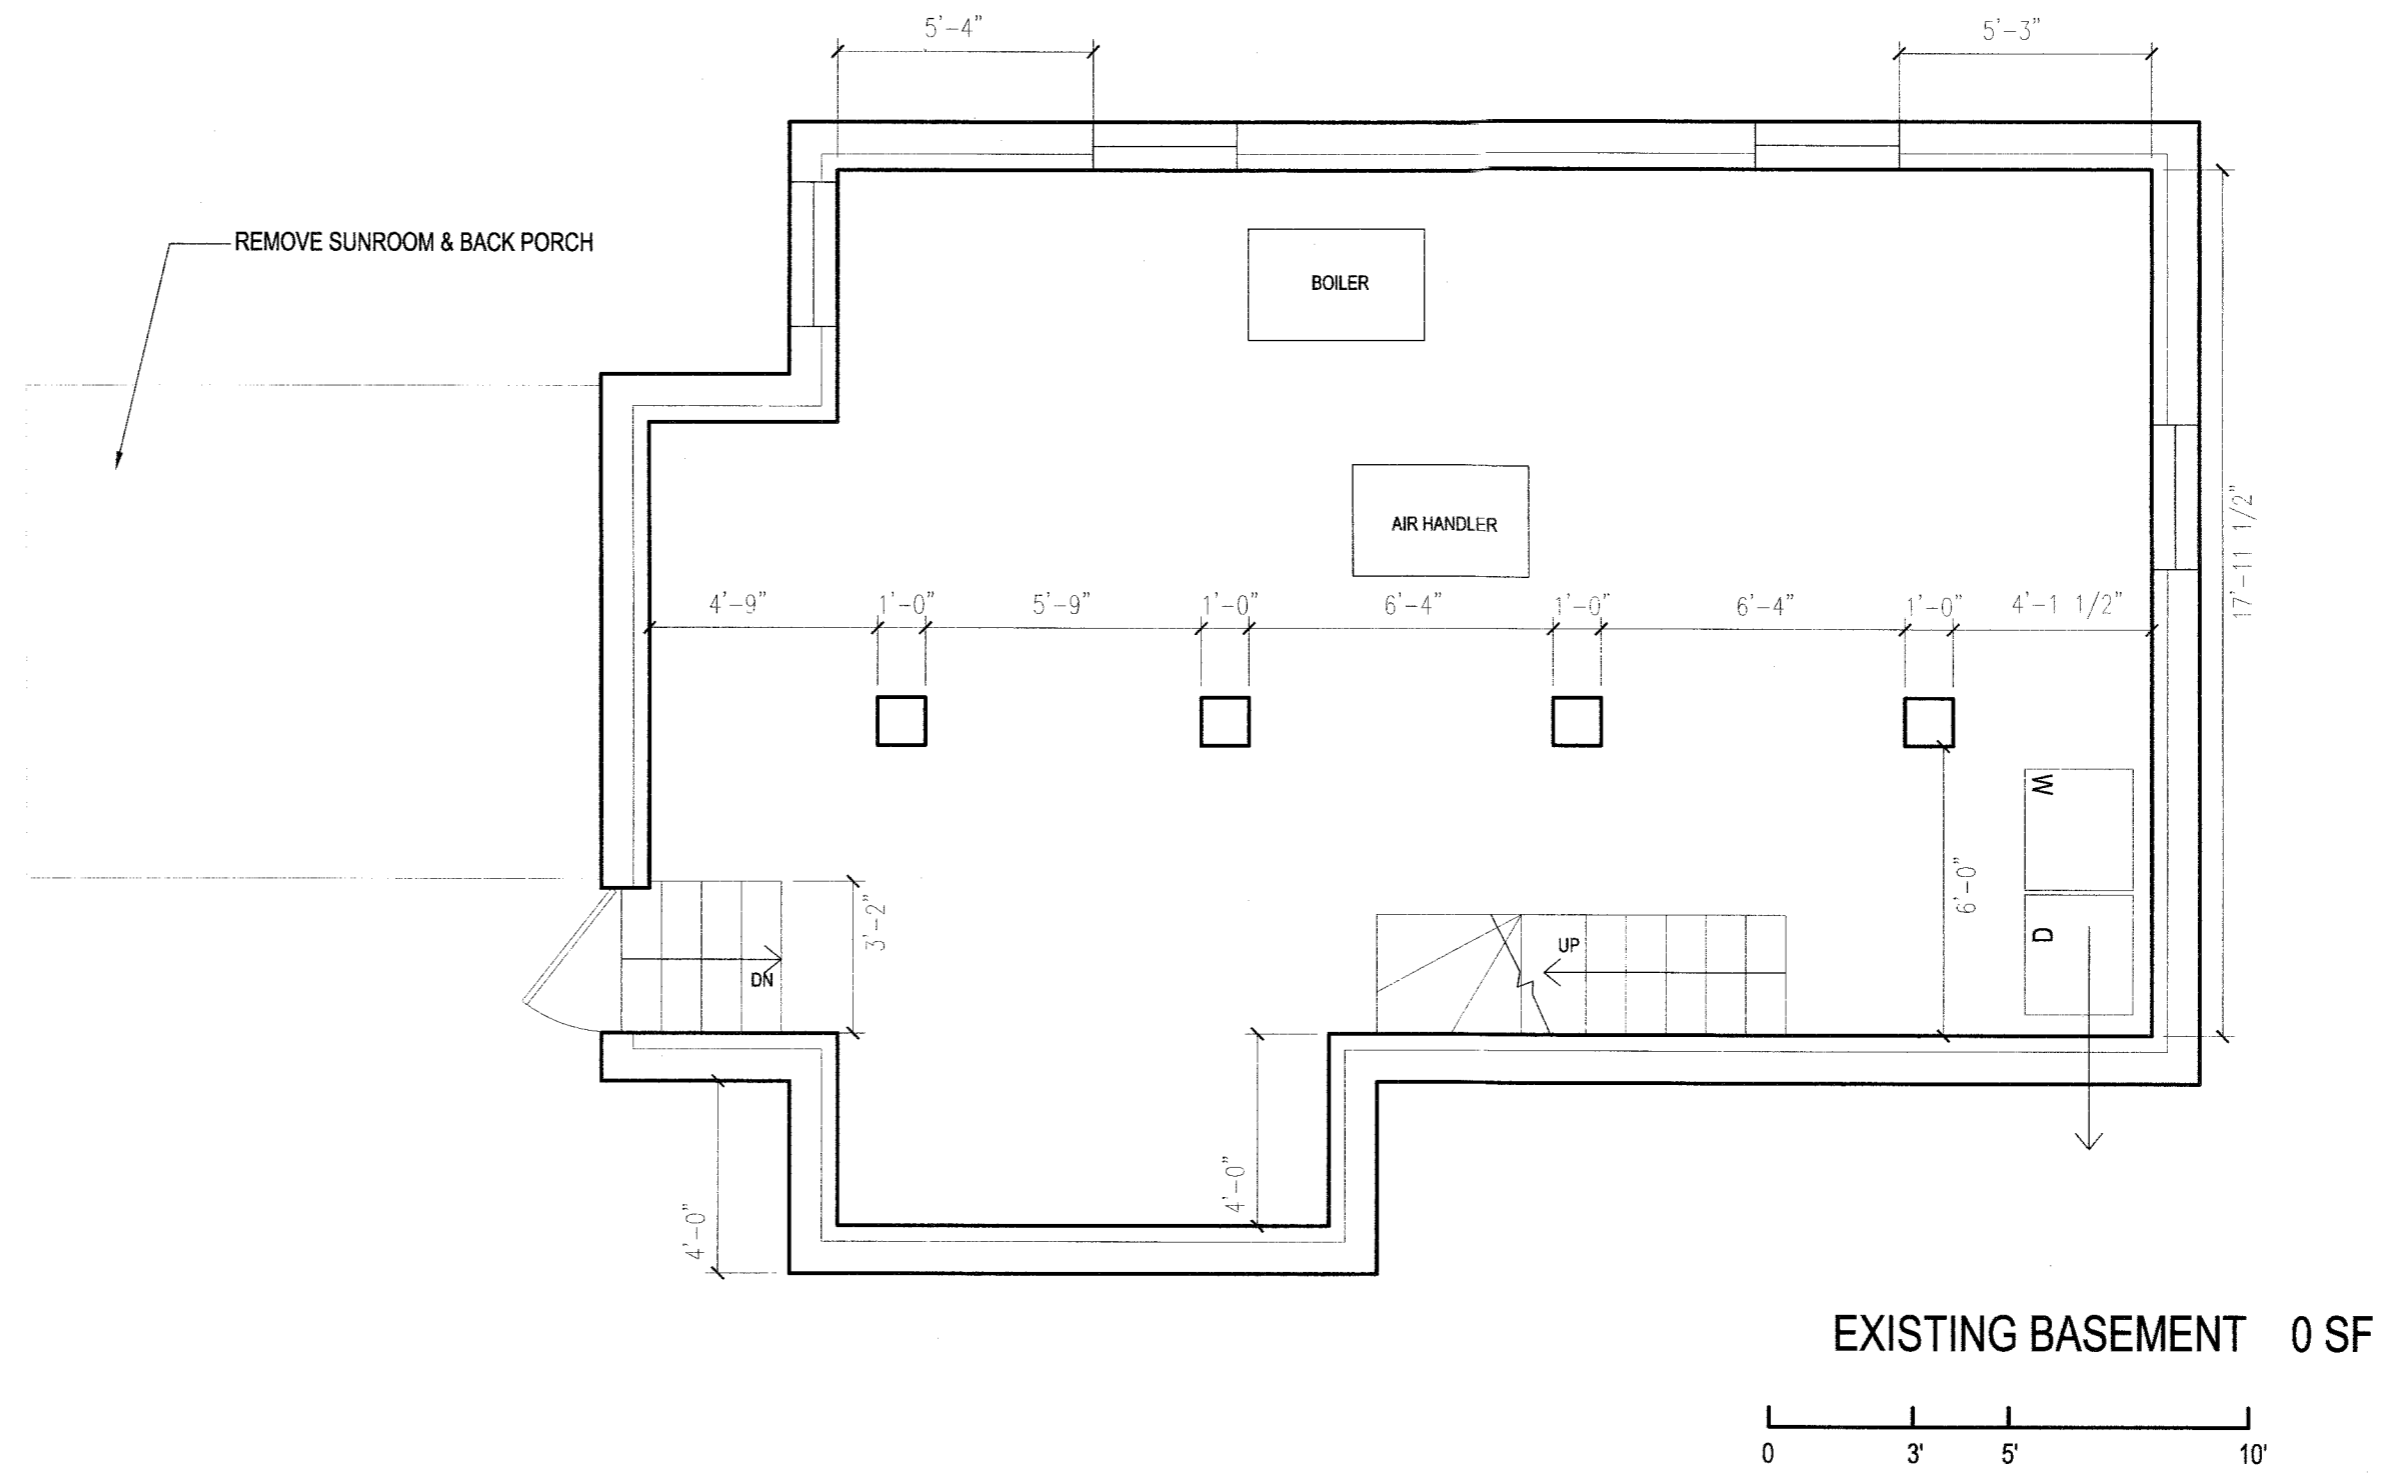 5'-4"
5'-3"
REMOVE SUNROOM & BACK PORCH
BOILER
AIR HANDLER
17'-11 1/2"
4'-9"
1'-0"
5'-9"
1'-0"
6'-4"
1'-0"
6'-4"
1'-0"
4'-1 1/2"
W
6'-0"
3'-2"
D
UP
DN
4'-0"
4'-0"
EXISTING BASEMENT 0 SF
0 3' 5' 10'